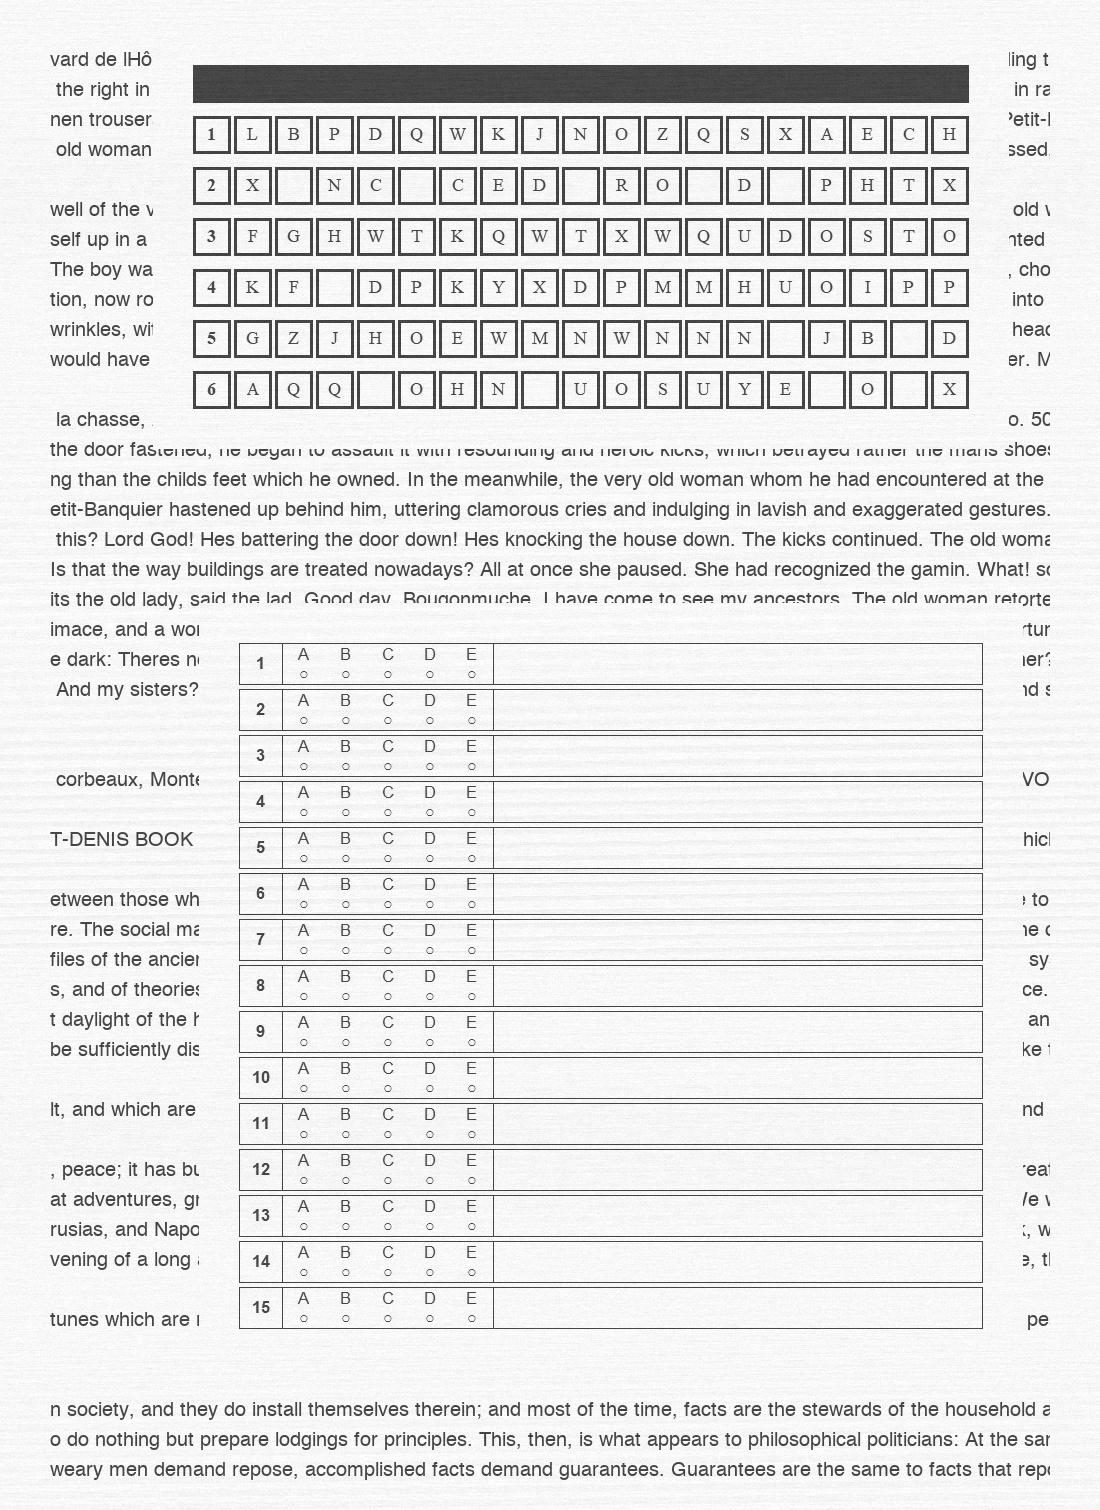 vard de lHô
ling t
the right in
in ra
nen trouser
Petit-
old woman
ssed.
1 L B P D Q W K J N O Z Q S X A E C H
2 X N C C E D R O D P H T X
3 F G H W T K Q W T X W Q U D O S T O
4 K F D P K Y X D P M M H U O I P P
5 G Z J H O E W M N W N N N J B D
6 A Q Q O H N U O S U Y E O X
well of the
old
self up in a
nted
The boy wa
, cho
tion, now ro
into
wrinkles, wi
head
would have
er. M
la chasse,
o. 50
the door fastened, he began to assault it with resounding and heroic kicks, which betrayed rather the mans shoes
ng than the childs feet which he owned. In the meanwhile, the very old woman whom he had encountered at the
etit-Banquier hastened up behind him, uttering clamorous cries and indulging in lavish and exaggerated gestures.
this? Lord God! Hes battering the door down! Hes knocking the house down. The kicks continued. The old woma
Is that the way buildings are treated nowadays? All at once she paused. She had recognized the gamin. What! so
its the old lady, said the lad. Good day, Bougonmuche. I have come to see my ancestors. The old woman retorte
imace, and a wor
rtur
e dark: Theres n
her?
And my sisters?
nd s
corbeaux, Monte
VO
T-DENIS BOOK
hic
etween those wh
to
re. The social ma
he
files of the ancien
sy
s, and of theories
ce.
t daylight of the h
an
be sufficiently dis
ke t
lt, and which are
nd
, peace; it has bu
reat
at adventures, gr
We w
rusias, and Napo
, w
vening of a long
e, th
tunes which are
pe
1 A B C D E
2 A B C D E
3 A B C D E
4 A B C D E
5 A B C D E
6 A B C D E
7 A B C D E
8 A B C D E
9 A B C D E
10 A B C D E
11 A B C D E
12 A B C D E
13 A B C D E
14 A B C D E
15 A B C D E
n society, and they do install themselves therein; and most of the time, facts are the stewards of the household a
o do nothing but prepare lodgings for principles. This, then, is what appears to philosophical politicians: At the sam
weary men demand repose, accomplished facts demand guarantees. Guarantees are the same to facts that repo